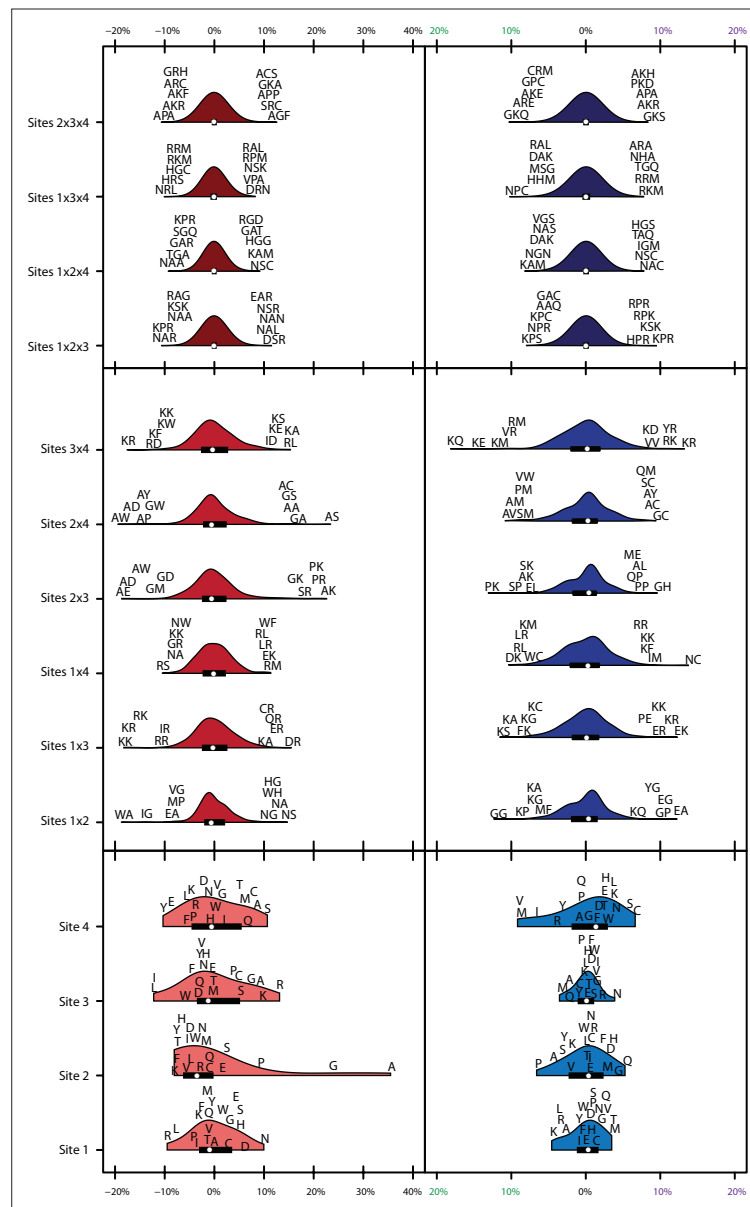 −20% −10% 0% 10% 20% 30% 40% 20% 10% 0% 10% 20%
GRH ACS CRM AKH
ARC GKA GPC PKD
AKF APP AKE APA
AKR SRC ARE AKR
Sites 2x3x4 APA AGF GKQ GKS
RRM RAL RAL ARA
RKM RPM DAK NHA
HGC NSK MSG TGQ
HRS VPA HHM RRM
Sites 1x3x4 NRL DRN NPC RKM
KPR RGD VGS HGS
SGQ GAT NAS TAQ
GAR HGG DAK IGM
TGA KAM NGN NSC
Sites 1x2x4 NAA NSC KAM NAC
RAG EAR GAC RPR
KSK NSR AAQ RPK
NAA NAN KPC KSK
KPR NAL NPR HPR KPR
Sites 1x2x3 NAR DSR KPS
KK KS RM KD YR
KW KE KA VR
KF ID RL VV RK KR
Sites 3x4 KR RD KQ KE KM
AY AC VW QM
AD GW GS PM SC
AA AM AY
AW AP GA AS AVSM AC
Sites 2x4 GC
AW PK SK ME
AD GD GK PR AK AL
GM QP
Sites 2x3 AE SR AK PK SP EL PP GH
NW WF KM RR
KK RL LR KK
GR LR RL KF
NA EK DK WC IM NC
Sites 1x4 RS RM
RK CR KC KK
KR IR QR KA KG PE KR
ER
Sites 1x3 KK RR KA DR KS FK ER EK
VG HG KA YG
MP WH KG EG
NA MF
Sites 1x2 WA IG EA NG NS GG KP KQ GP EA
D V T Q H L
E L K N G M C P E K
Y R W A S V I Y D T N S
Site 4 F P H L Q M R A G F W C
V P F
Y H H W
F N E P C G A L D I
I Q T R A K V
L W D M S K M T G
Site 3 Q Y E S R N
H N
Y D N W R
T I W M S Y L C F H
F L Q P G A A S T I D Q
Site 2 K V R C E P V E M G
M E S Q
F Y W S W P N V
L K Q G H L R Y D G T
R P V N A F H M
Site 1 I T A C D K I E C
−20% −10% 0% 10% 20% 30% 40% 20% 10% 0% 10% 20%